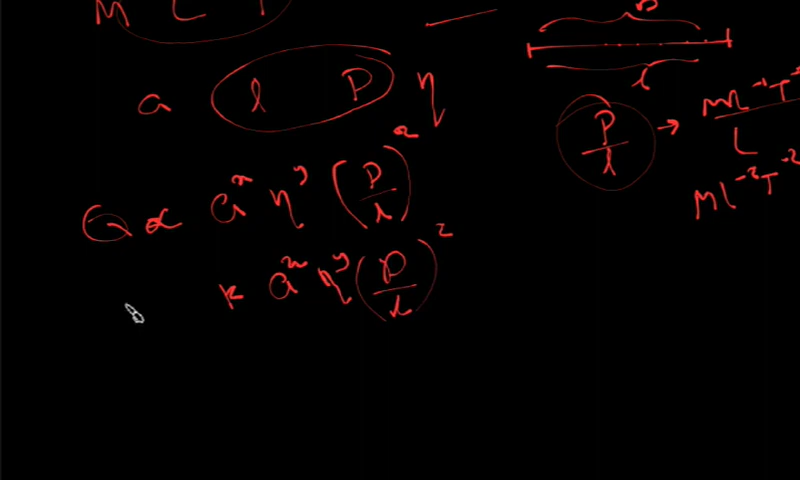 M L T
a l P η
P/l → ML⁻¹T⁻²/L
ML⁻²T⁻²
Q ∝ aˣ ηʸ (P/l)ᶻ
k aˣ ηʸ (P/l)ᶻ
l